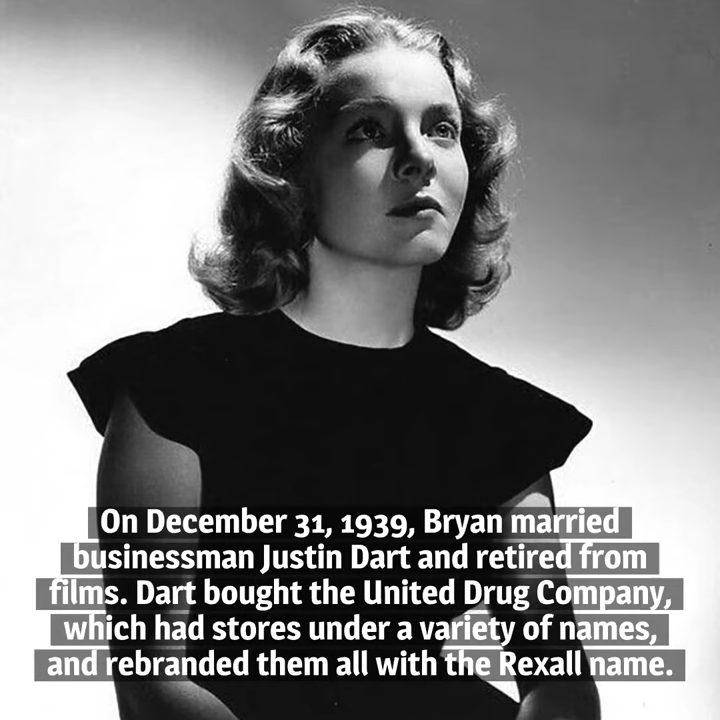 On December 31, 1939, Bryan married
businessman Justin Dart and retired from
films. Dart bought the United Drug Company,
which had stores under a variety of names,
and rebranded them all with the Rexall name.